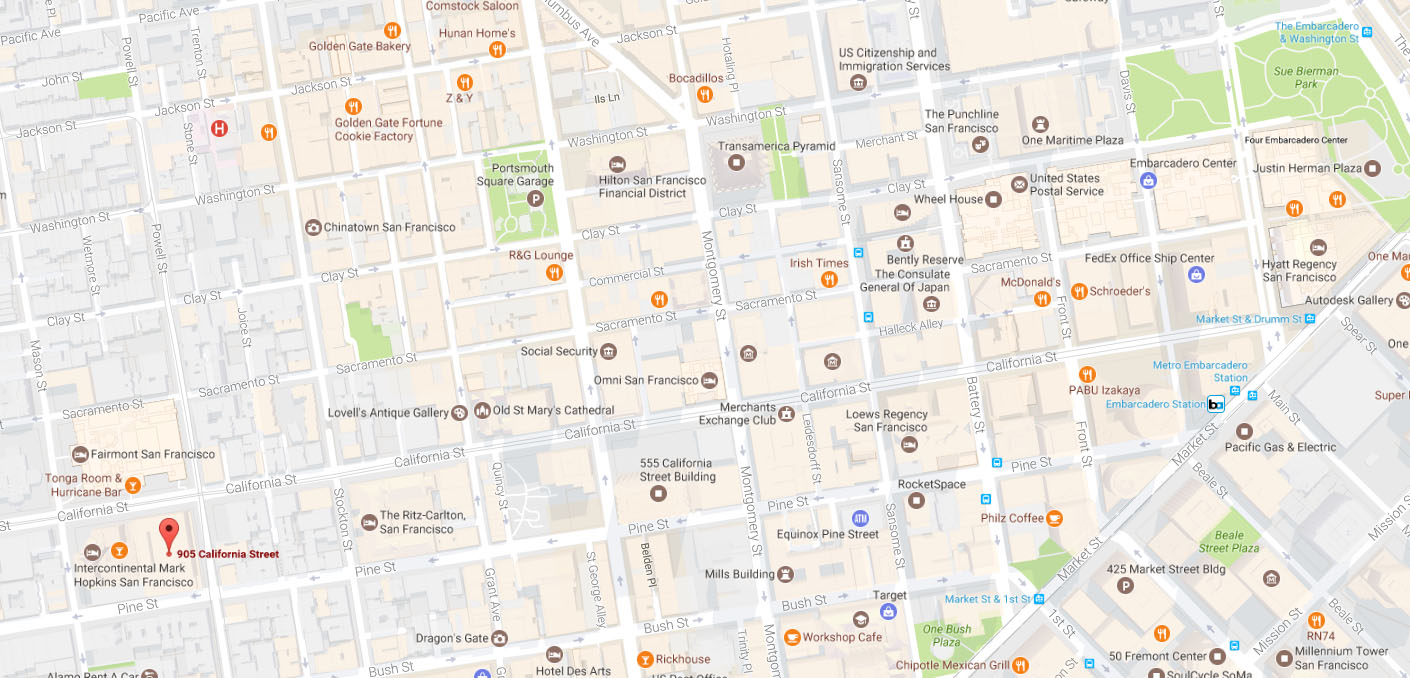 Comstock Saloon
Pacific Ave
Pacific Ave
Powell St
Trenton St
Golden Gate Bakery
Hunan Home's
Columbus Ave
Jackson St
Hotaling Pl
US Citizenship and
Immigration Services
The Embarcadero
& Washington St
Sue Bierman
Park
John St
Jackson St
Jackson St
Stone St
H
Z & Y
Golden Gate Fortune
Cookie Factory
Bocadillos
Ils Ln
Washington St
Washington St
Davis St
The Punchline
San Francisco
One Maritime Plaza
Merchant St
Four Embarcadero Center
Transamerica Pyramid
Portsmouth
Square Garage
P
Hilton San Francisco
Financial District
Embarcadero Center
Justin Herman Plaza
United States
Postal Service
Clay St
Wheel House
Sansome St
Washington St
Washington St
Chinatown San Francisco
Clay St
Clay St
Wetmore St
Powell St
R&G Lounge
Commercial St
Montgomery St
Irish Times
Bently Reserve
The Consulate
General Of Japan
Sacramento St
FedEx Office Ship Center
Hyatt Regency
San Francisco
Clay St
Clay St
Clay St
Sacramento St
McDonald's
Schroeder's
Autodesk Gallery
Front St
Halleck Alley
Market St & Drumm St
Spear St
Joice St
Mason St
Sacramento St
Sacramento St
Social Security
Omni San Francisco
California St
California St
Metro Embarcadero
Station
PABU Izakaya
Embarcadero Station
ba
Main St
Lovell's Antique Gallery
Old St Mary's Cathedral
Merchants
Exchange Club
Leidesdorff St
Loews Regency
San Francisco
Battery St
Front St
Market St
Pacific Gas & Electric
California St
California St
California St
California St
Fairmont San Francisco
Tonga Room &
Hurricane Bar
Quincy St
555 California
Street Building
Montgomery St
Pine St
Pine St
RocketSpace
Beale St
Mission St
Stockton St
The Ritz-Carlton,
San Francisco
Pine St
ATM
Equinox Pine Street
Philz Coffee
Beale
Street Plaza
905 California Street
Intercontinental Mark
Hopkins San Francisco
Pine St
Pine St
Grant Ave
St George Alley
Belden Pl
Mills Building
Market St
425 Market Street Bldg
P
Bush St
Target
Market St & 1st St
1st St
Beale St
Bush St
Bush St
Dragon's Gate
Hotel Des Arts
Rickhouse
Trinity Pl
Workshop Cafe
One Bush
Plaza
Chipotle Mexican Grill
50 Fremont Center
Mission St
RN74
Millennium Tower
San Francisco
SoulCycle SoMa
Alamo Rent A Car
US Post Office